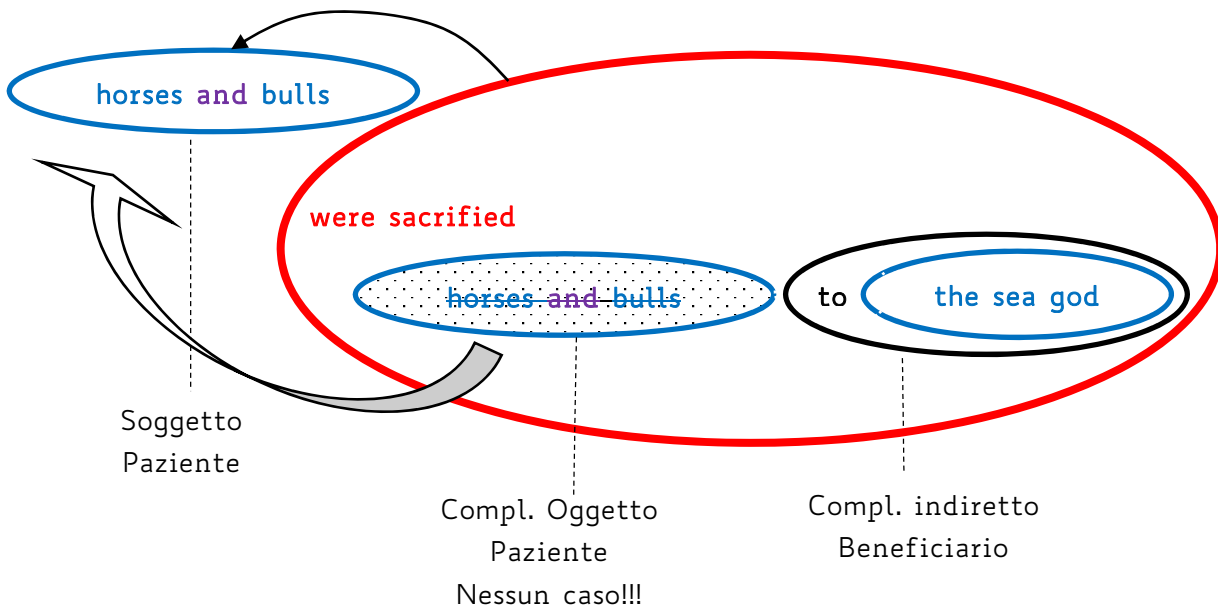 horses and bulls
were sacrified
horses and bulls
to the sea god
Soggetto
Paziente
Compl. Oggetto
Paziente
Nessun caso!!!
Compl. indiretto
Beneficiario